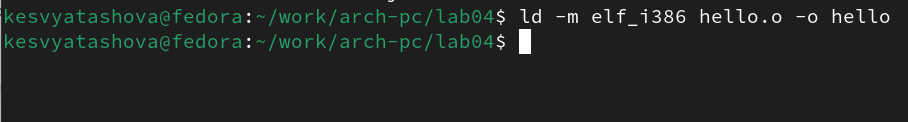 kesvyatashova@fedora:~/work/arch-pc/lab04$ ld -m elf_i386 hello.o -o hello
kesvyatashova@fedora:~/work/arch-pc/lab04$